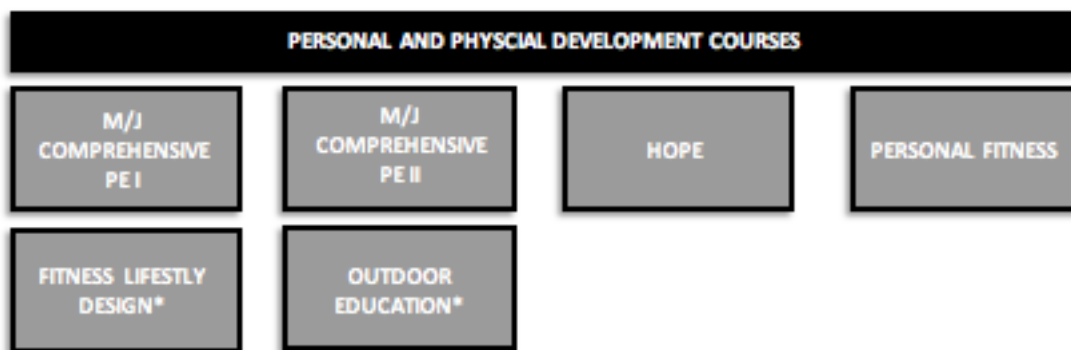 PERSONAL AND PHYSCIAL DEVELOPMENT COURSES
M/J
COMPREHENSIVE
PE I
M/J
COMPREHENSIVE
PE II
HOPE
PERSONAL FITNESS
FITNESS LIFESTLY
DESIGN*
OUTDOOR
EDUCATION*